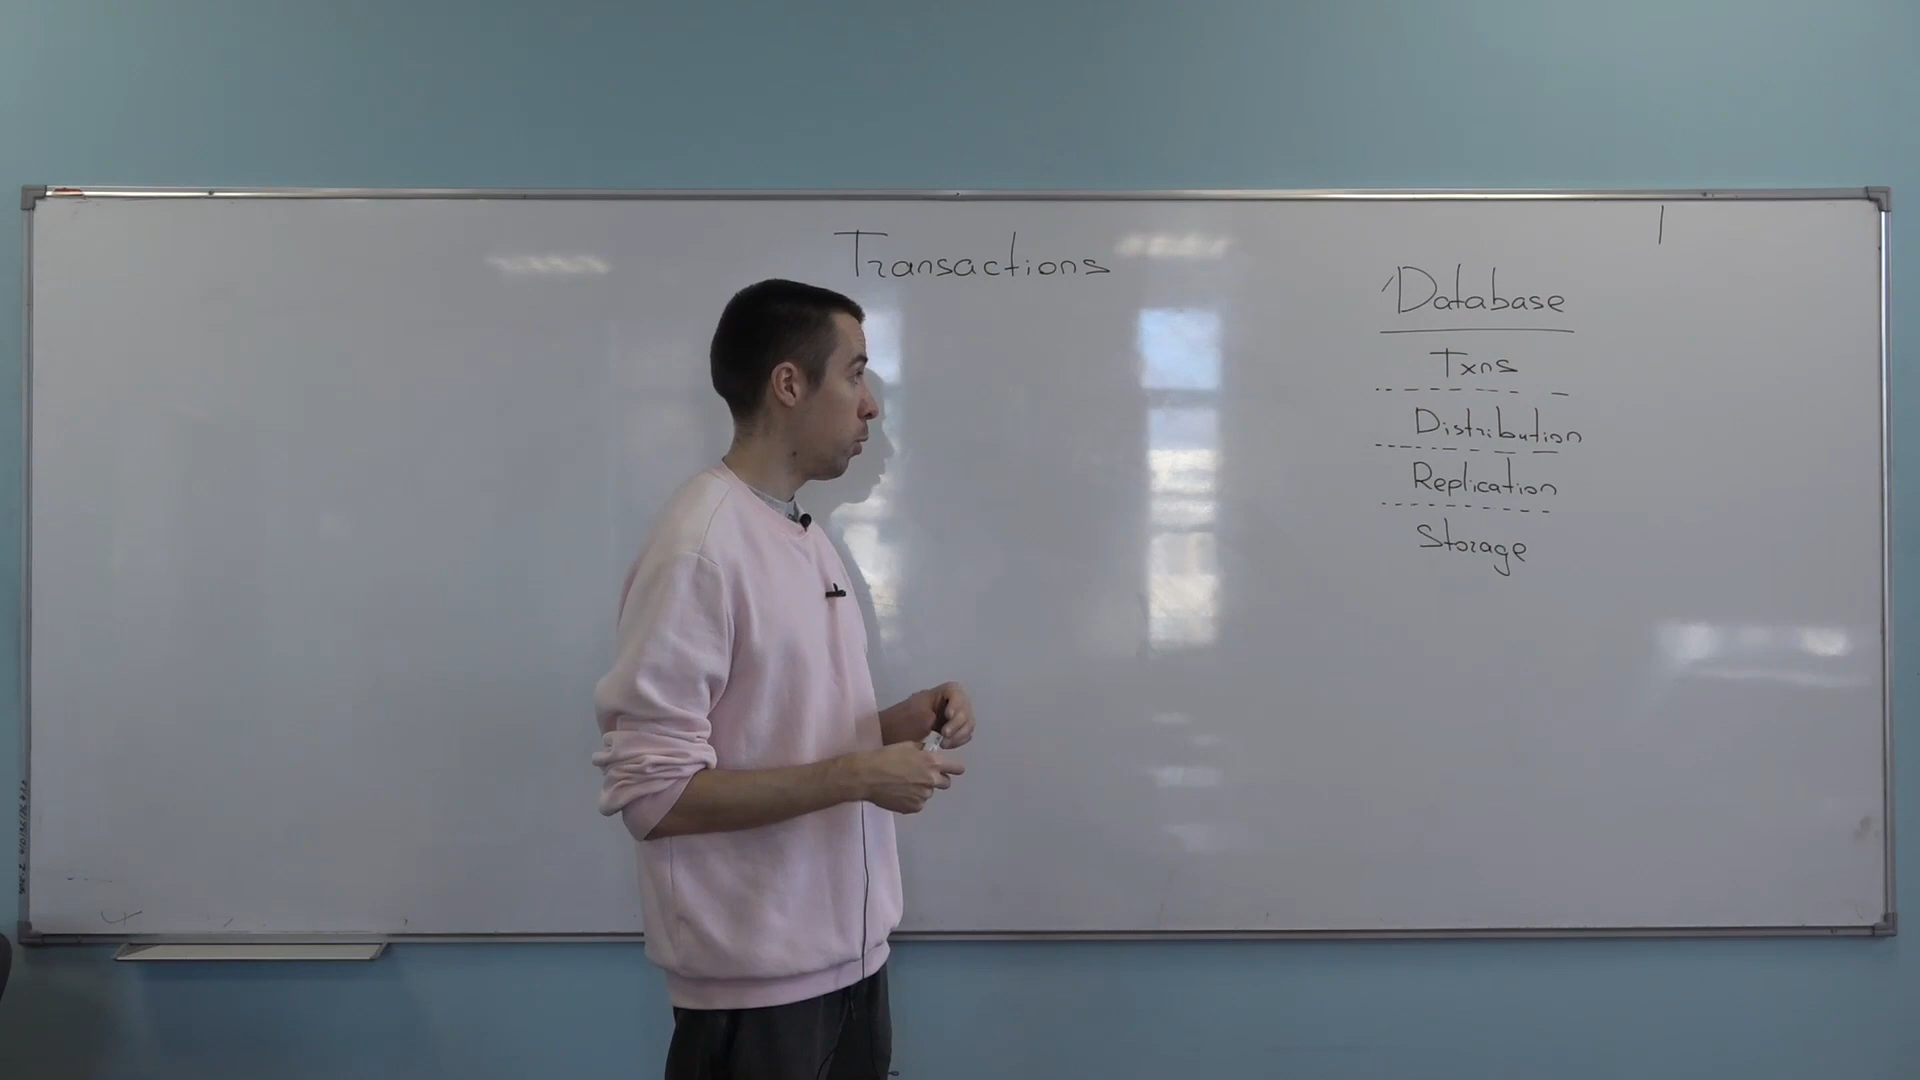 Transactions
Database
Txns
Distribution
Replication
Storage